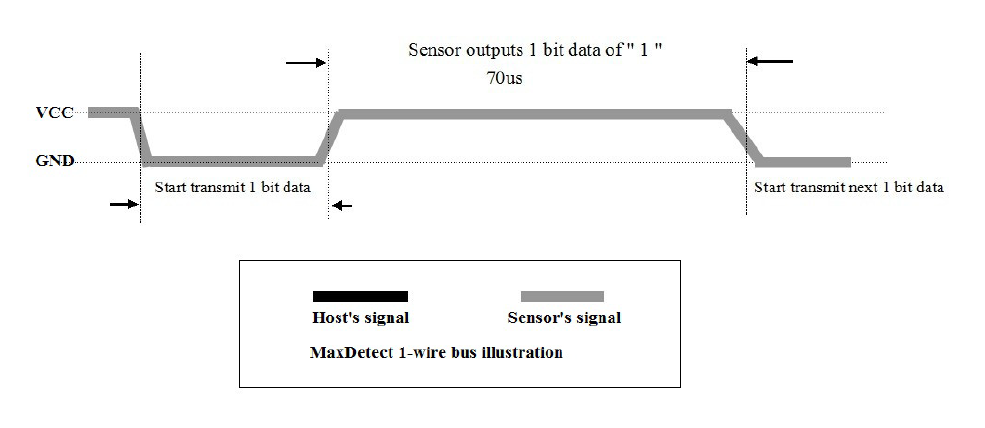 Sensor outputs 1 bit data of " 1 "
70us
VCC
GND
Start transmit 1 bit data
Start transmit next 1 bit data
Host's signal
Sensor's signal
MaxDetect 1-wire bus illustration